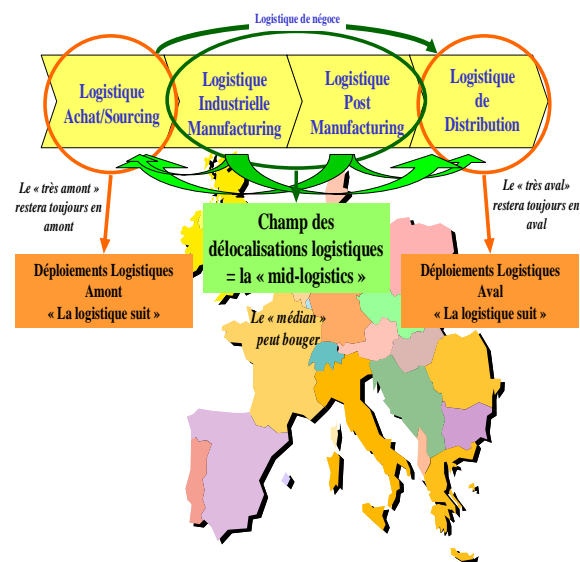 Logistique de négoce
Logistique
Achat/Sourcing
Logistique
Industrielle
Manufacturing
Logistique
Post
Manufacturing
Logistique
de
Distribution
Le « très amont »
restera toujours en
amont
Le « très aval»
restera toujours en
aval
Champ des
délocalisations logistiques
= la « mid-logistics »
Déploiements Logistiques
Amont
« La logistique suit »
Déploiements Logistiques
Aval
« La logistique suit »
Le « médian »
peut bouger